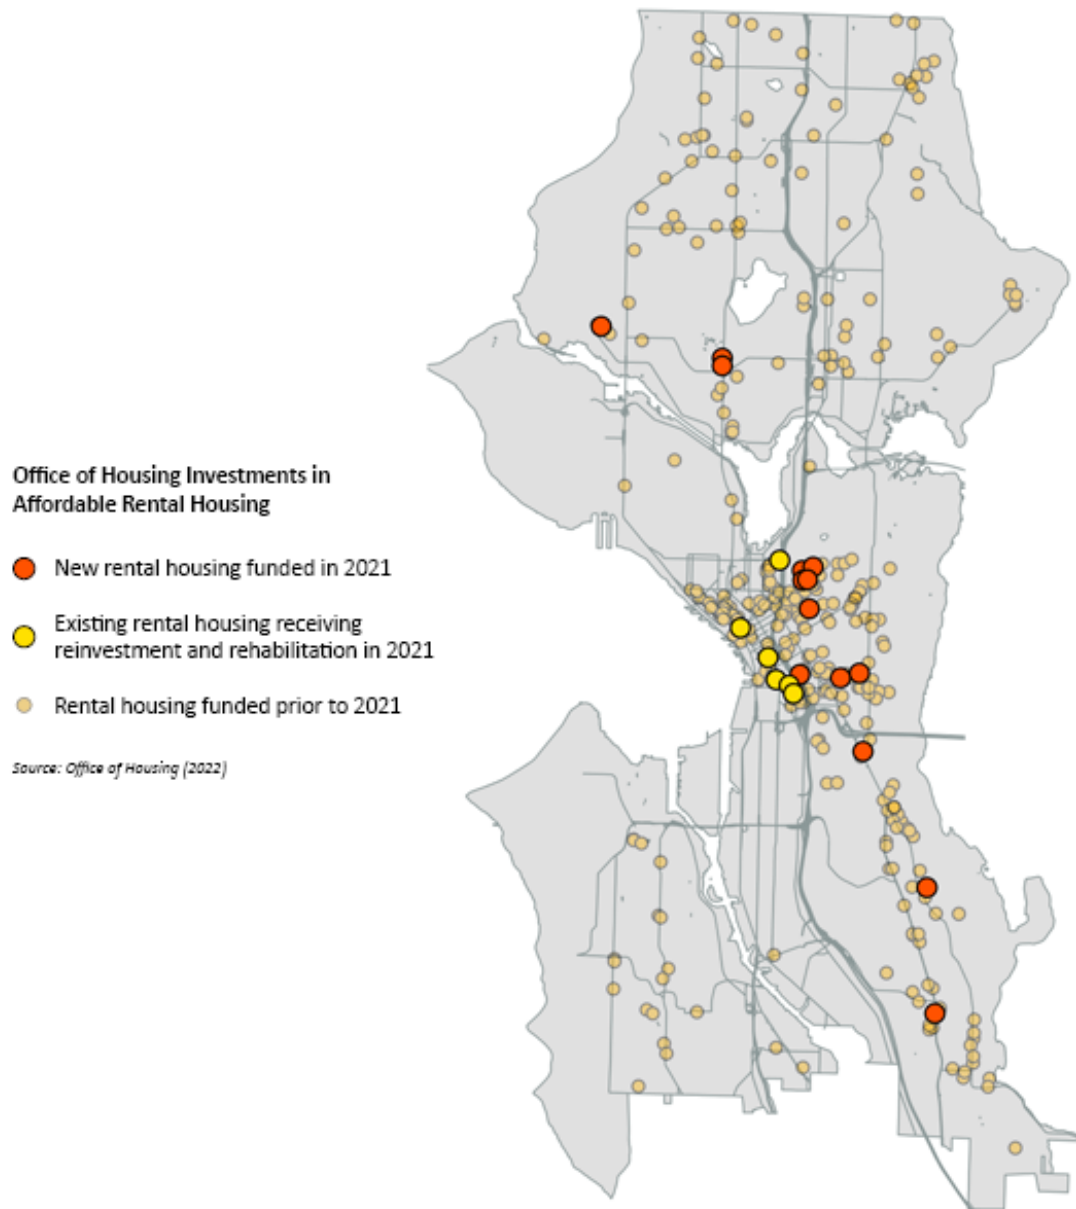 Office of Housing Investments in
Affordable Rental Housing
New rental housing funded in 2021
Existing rental housing receiving
reinvestment and rehabilitation in 2021
Rental housing funded prior to 2021
Source: Office of Housing (2022)